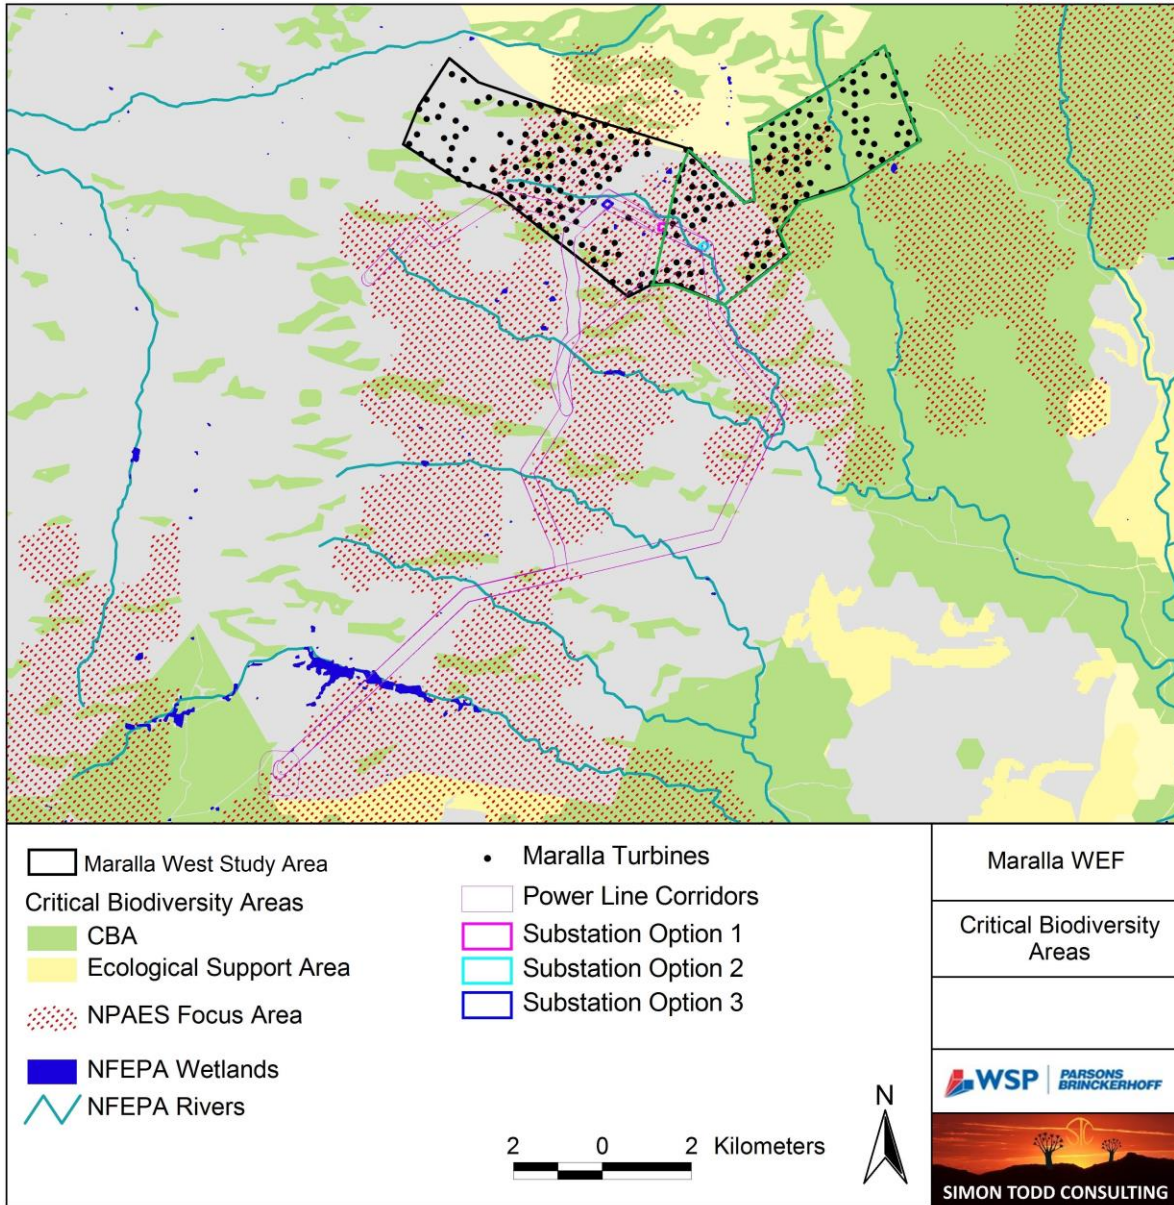 Maralla West Study Area
Critical Biodiversity Areas
CBA
Ecological Support Area
NPAES Focus Area
NFEPA Wetlands
NFEPA Rivers
Maralla Turbines
Power Line Corridors
Substation Option 1
Substation Option 2
Substation Option 3
2 0 2 Kilometers
N
Maralla WEF
Critical Biodiversity
Areas
WSP | PARSONS
BRINCKERHOFF
STC
SIMON TODD CONSULTING